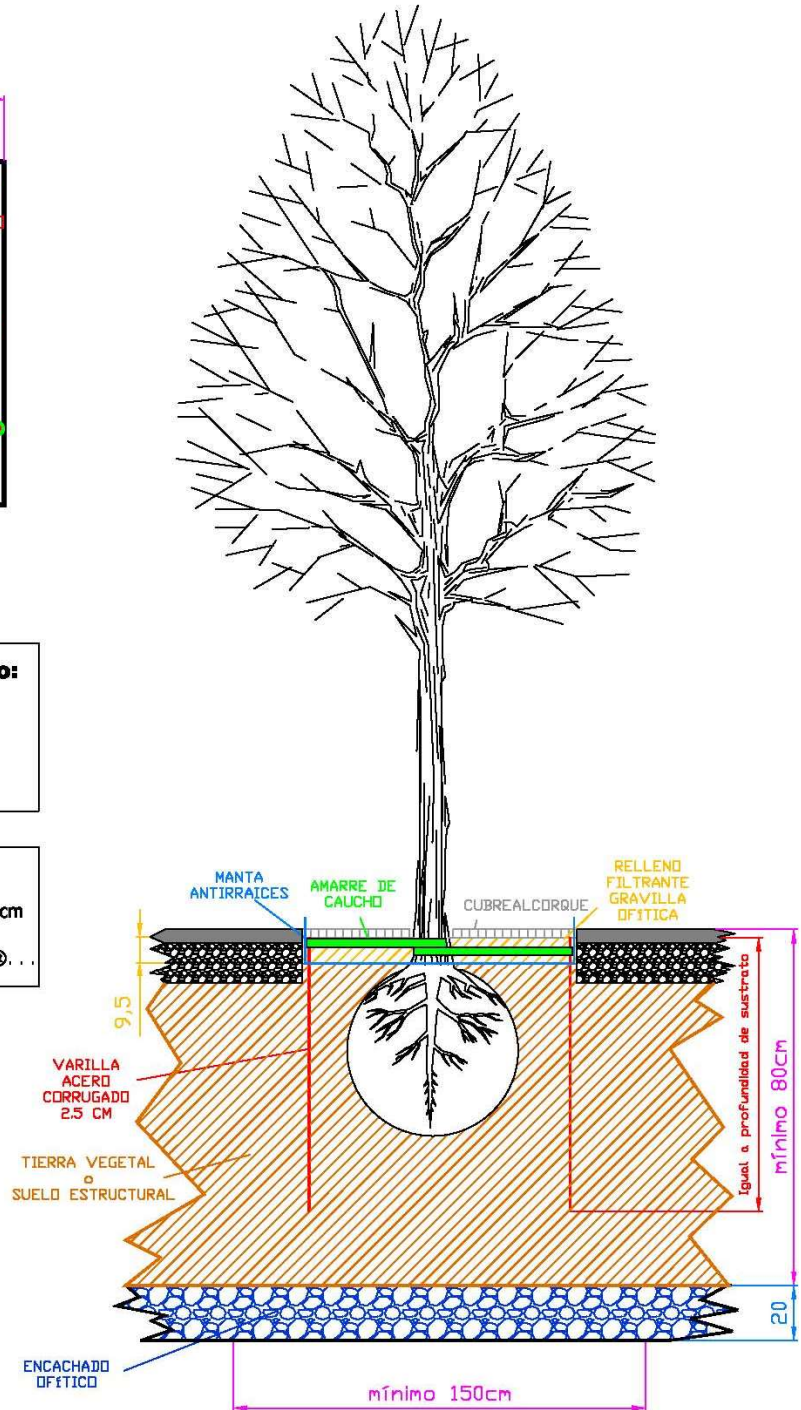 o:
cm
MANTA
ANTIRRAICES
AMARRE DE
CAUCHO
CUBREALCORQUE
RELLENO
FILTRANTE
GRAVILLA
OFÍTICA
9,5
VARILLA
ACERO
CORRUGADO
2.5 CM
TIERRA VEGETAL
o
SUELO ESTRUCTURAL
Igual a profundidad de sustrato
mínimo 80cm
20
ENCACHADO
OFÍTICO
mínimo 150cm